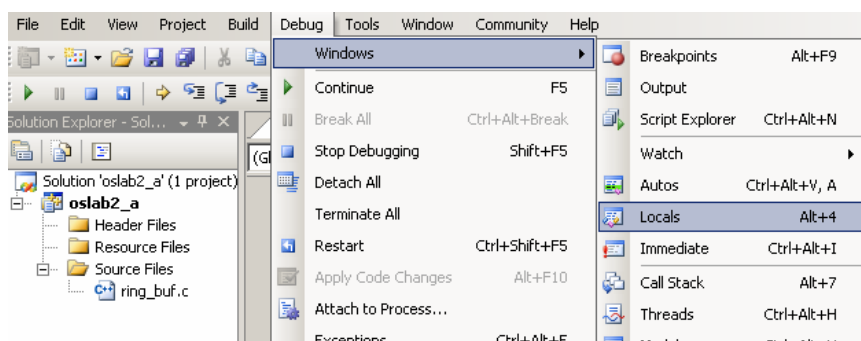 File Edit View Project Build Debug Tools Window Community Help
Solution Explorer - Sol...
Solution 'oslab2_a' (1 project)
oslab2_a
Header Files
Resource Files
Source Files
ring_buf.c
(Gl
Windows
Continue F5
Break All Ctrl+Alt+Break
Stop Debugging Shift+F5
Detach All
Terminate All
Restart Ctrl+Shift+F5
Apply Code Changes Alt+F10
Attach to Process...
Exceptions... Ctrl+Alt+E
Breakpoints Alt+F9
Output
Script Explorer Ctrl+Alt+N
Watch
Autos Ctrl+Alt+V, A
Locals Alt+4
Immediate Ctrl+Alt+I
Call Stack Alt+7
Threads Ctrl+Alt+H